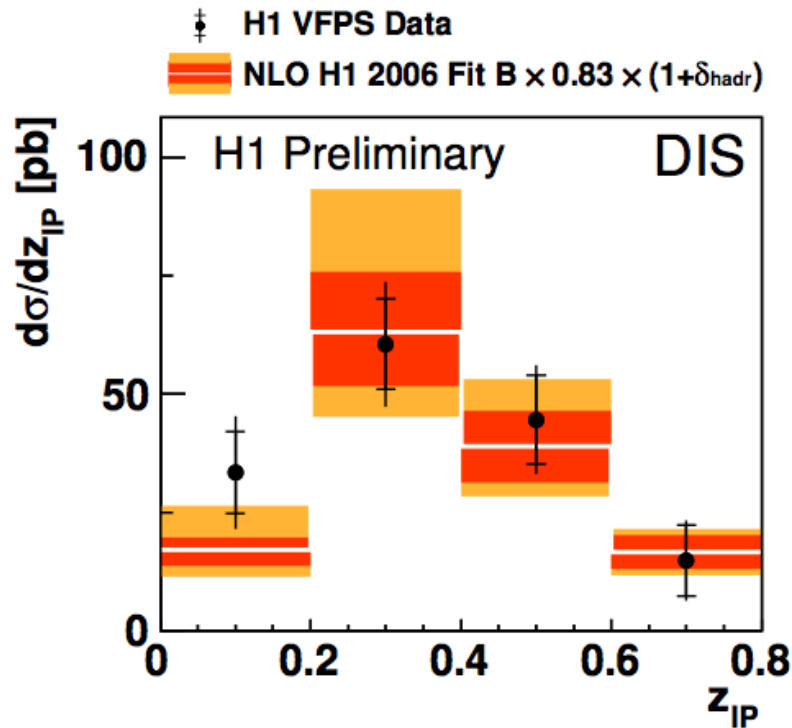 H1 VFPS Data
NLO H1 2006 Fit B × 0.83 × (1+δhadr)
H1 Preliminary
DIS
dσ/dzIP [pb]
100
50
0
0 0.2 0.4 0.6 0.8
zIP